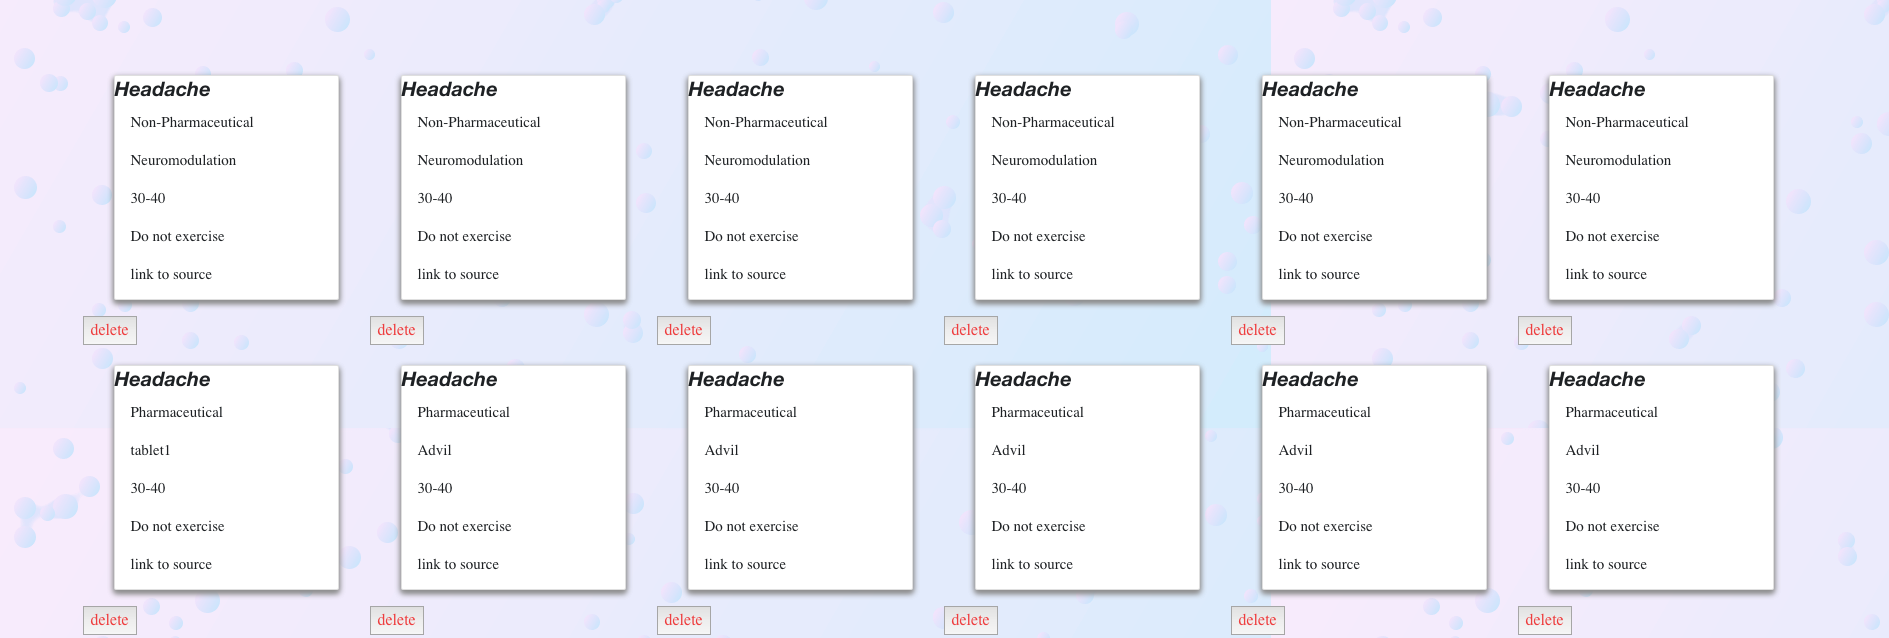 Headache
Non-Pharmaceutical
Neuromodulation
30-40
Do not exercise
link to source
delete
Headache
Non-Pharmaceutical
Neuromodulation
30-40
Do not exercise
link to source
delete
Headache
Non-Pharmaceutical
Neuromodulation
30-40
Do not exercise
link to source
delete
Headache
Non-Pharmaceutical
Neuromodulation
30-40
Do not exercise
link to source
delete
Headache
Non-Pharmaceutical
Neuromodulation
30-40
Do not exercise
link to source
delete
Headache
Non-Pharmaceutical
Neuromodulation
30-40
Do not exercise
link to source
delete
Headache
Pharmaceutical
tablet1
30-40
Do not exercise
link to source
delete
Headache
Pharmaceutical
Advil
30-40
Do not exercise
link to source
delete
Headache
Pharmaceutical
Advil
30-40
Do not exercise
link to source
delete
Headache
Pharmaceutical
Advil
30-40
Do not exercise
link to source
delete
Headache
Pharmaceutical
Advil
30-40
Do not exercise
link to source
delete
Headache
Pharmaceutical
Advil
30-40
Do not exercise
link to source
delete